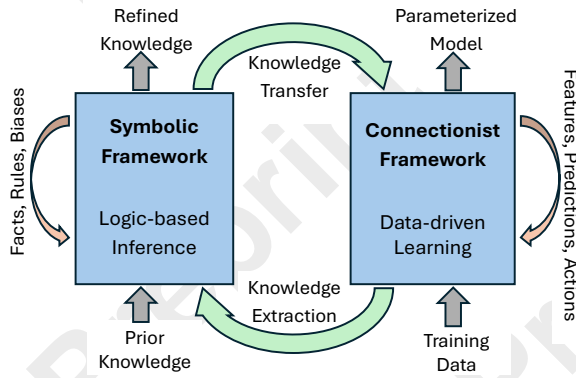 Refined
Knowledge
Parameterized
Model
Knowledge
Transfer
Symbolic
Framework
Connectionist
Framework
Facts, Rules, Biases
Features, Predictions, Actions
Logic-based
Inference
Data-driven
Learning
Knowledge
Extraction
Prior
Knowledge
Training
Data
Preprint